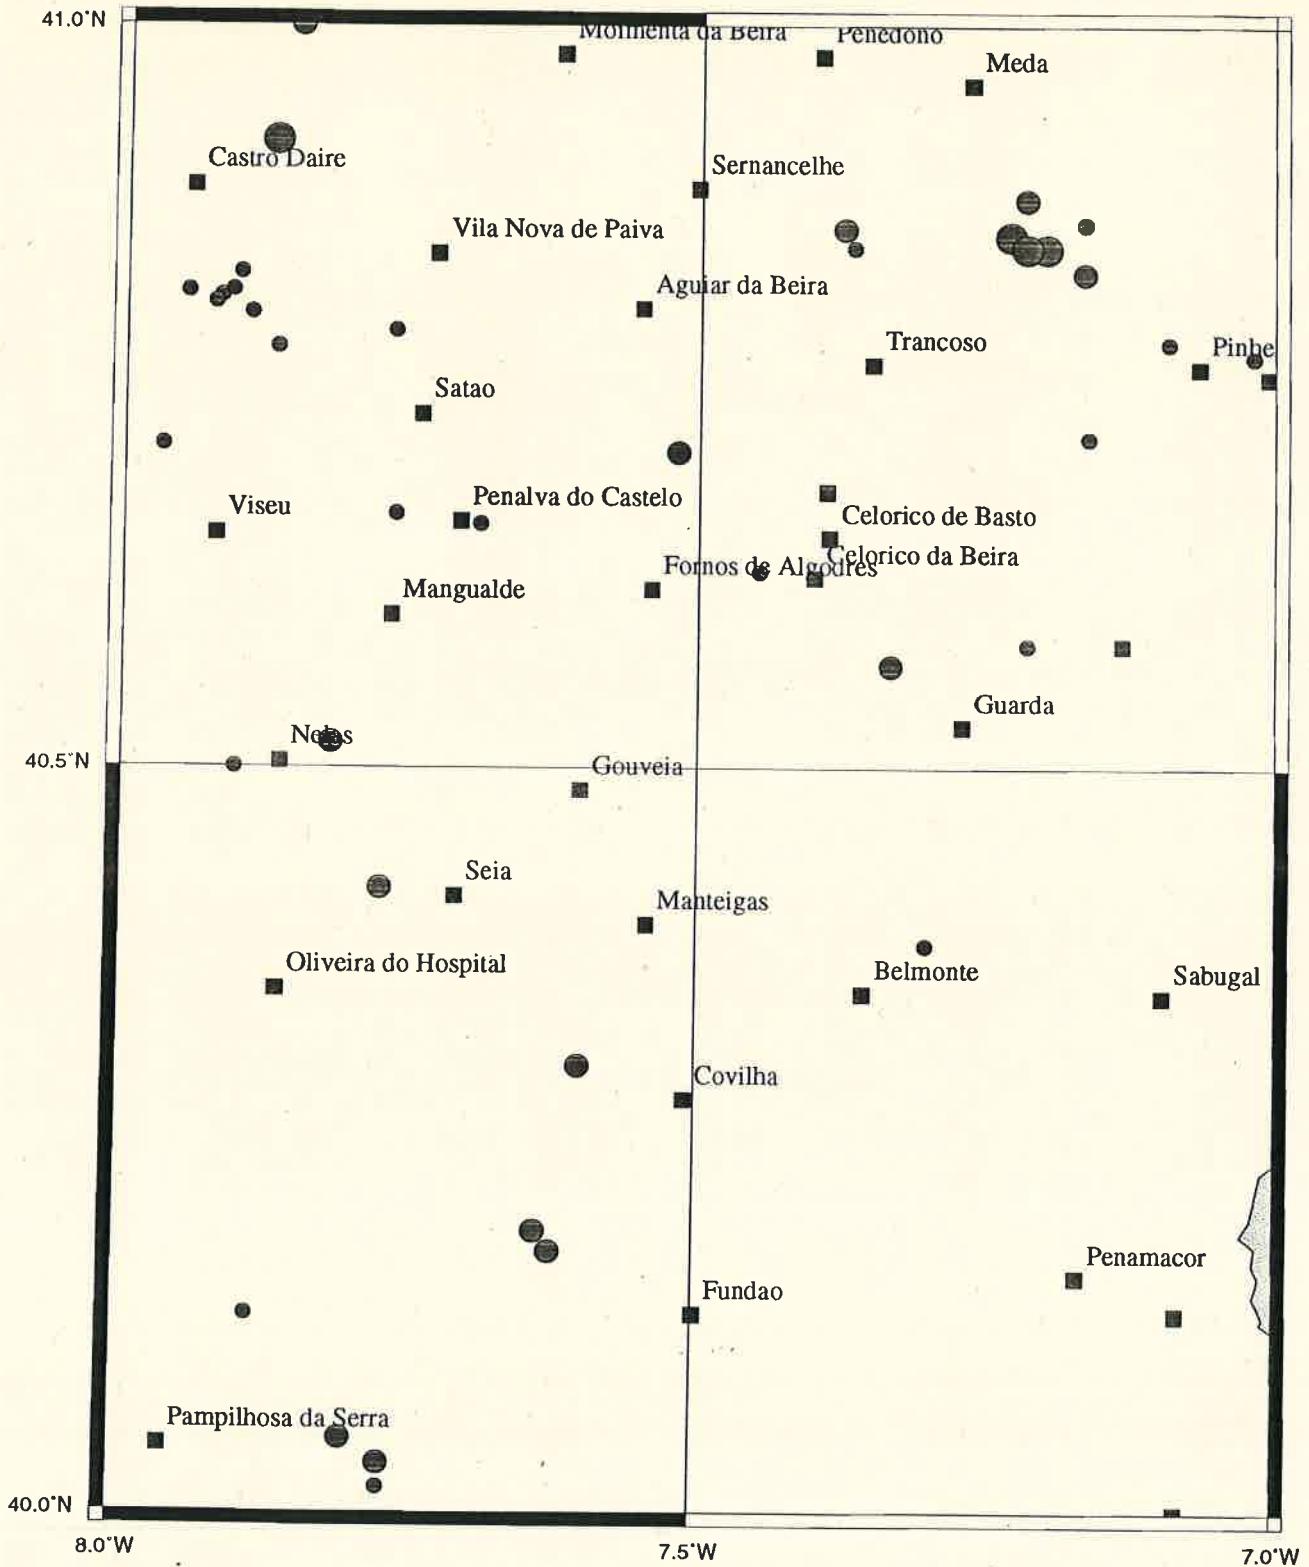 41.0°N
Moimenta da Beira
Penedono
Meda
Castro Daire
Sernancelhe
Vila Nova de Paiva
Aguiar da Beira
Trancoso
Pinhe
Satao
Penalva do Castelo
Viseu
Celorico de Basto
Celorico da Beira
Fornos de Algodres
Mangualde
Guarda
Nelas
40.5°N
Gouveia
Seia
Manteigas
Oliveira do Hospital
Belmonte
Sabugal
Covilha
Penamacor
Fundao
Pampilhosa da Serra
40.0°N
8.0°W
7.5°W
7.0°W